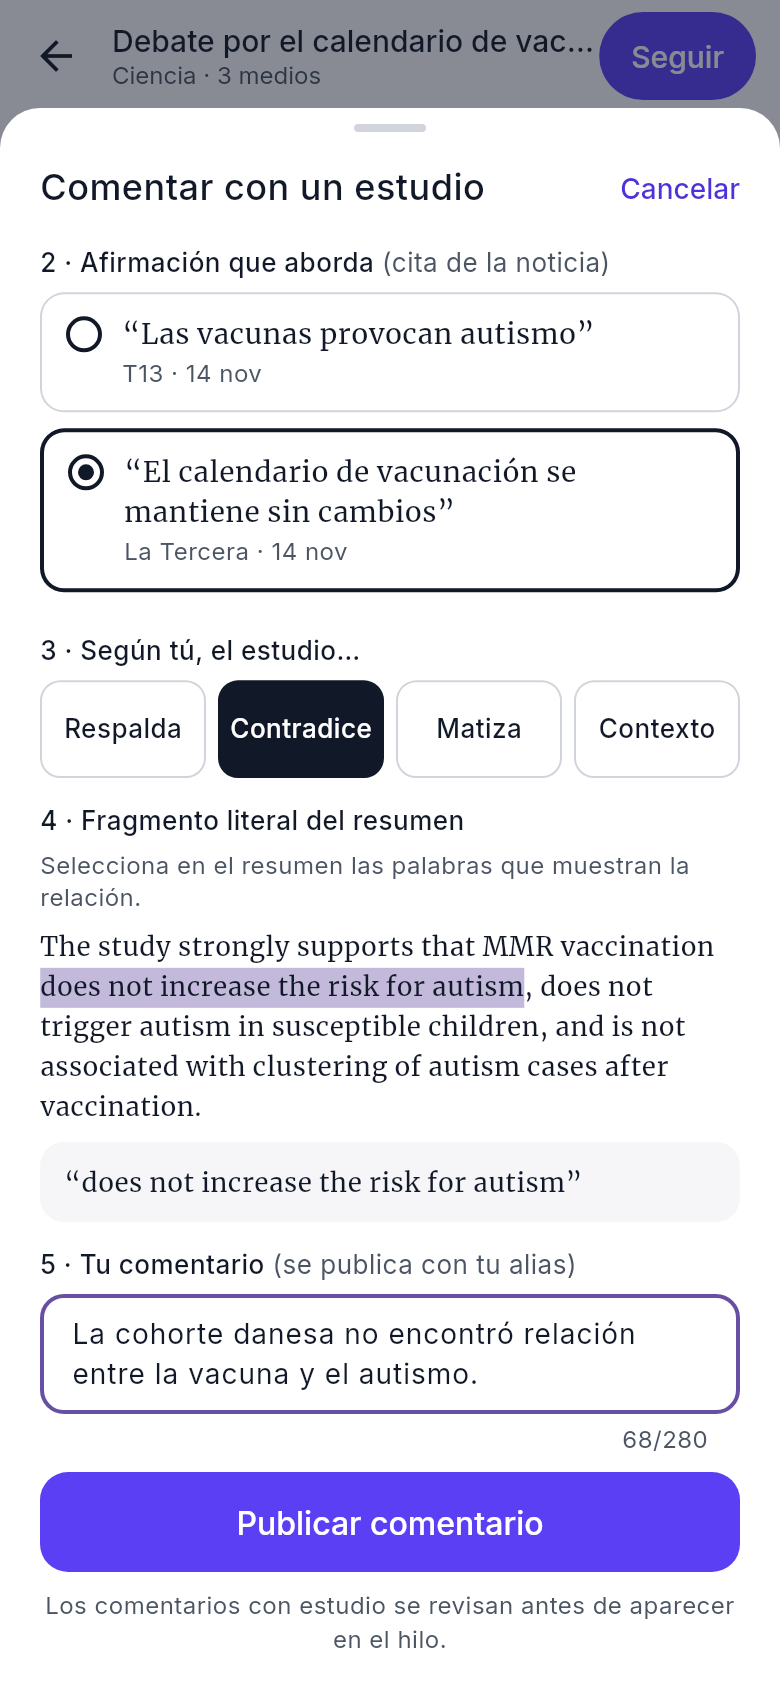 Debate por el calendario de vac...
Ciencia · 3 medios
Seguir
Comentar con un estudio
Cancelar
2 · Afirmación que aborda (cita de la noticia)
“Las vacunas provocan autismo”
T13 · 14 nov
“El calendario de vacunación se
mantiene sin cambios”
La Tercera · 14 nov
3 · Según tú, el estudio...
Respalda
Contradice
Matiza
Contexto
4 · Fragmento literal del resumen
Selecciona en el resumen las palabras que muestran la
relación.
The study strongly supports that MMR vaccination
does not increase the risk for autism, does not
trigger autism in susceptible children, and is not
associated with clustering of autism cases after
vaccination.
“does not increase the risk for autism”
5 · Tu comentario (se publica con tu alias)
La cohorte danesa no encontró relación
entre la vacuna y el autismo.
68/280
Publicar comentario
Los comentarios con estudio se revisan antes de aparecer
en el hilo.